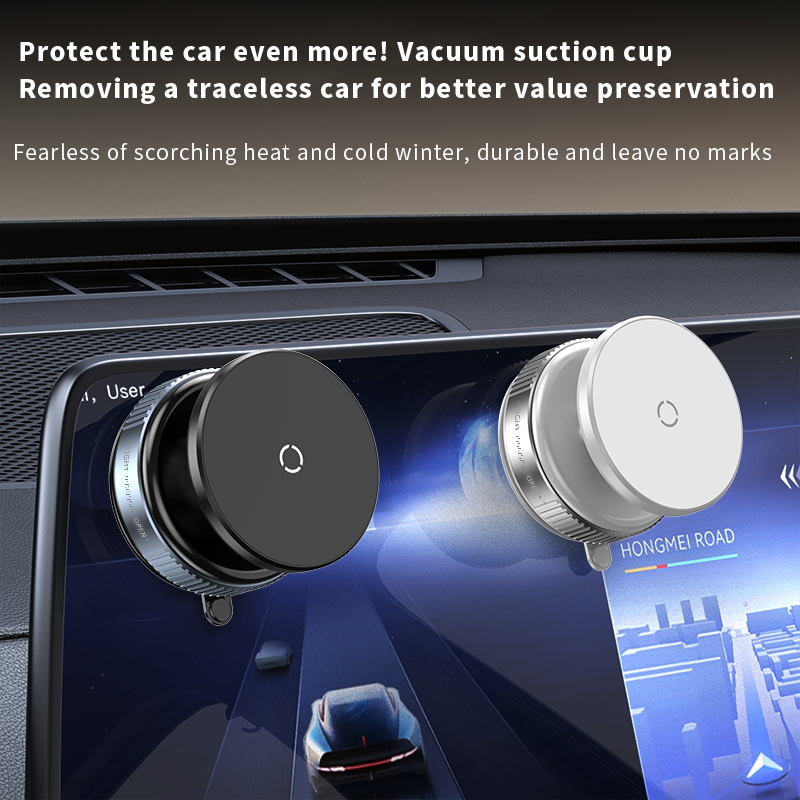 Protect the car even more! Vacuum suction cup
Removing a traceless car for better value preservation
Fearless of scorching heat and cold winter, durable and leave no marks
User
OPEN
HONGMEI ROAD